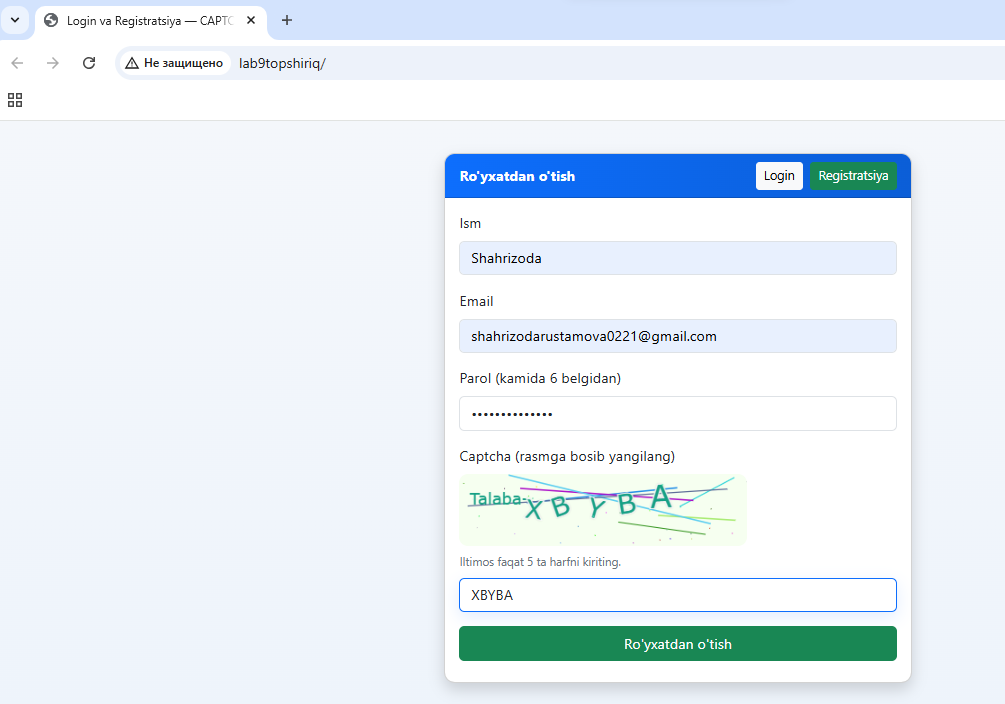 Login va Registratsiya — CAPTC
Не защищено lab9topshiriq/
Ro'yxatdan o'tish Login Registratsiya
Ism
Shahrizoda
Email
shahrizodarustamova0221@gmail.com
Parol (kamida 6 belgidan)
••••••••••••••
Captcha (rasmga bosib yangilang)
Talaba-XBYBA
Iltimos faqat 5 ta harfni kiriting.
XBYBA
Ro'yxatdan o'tish